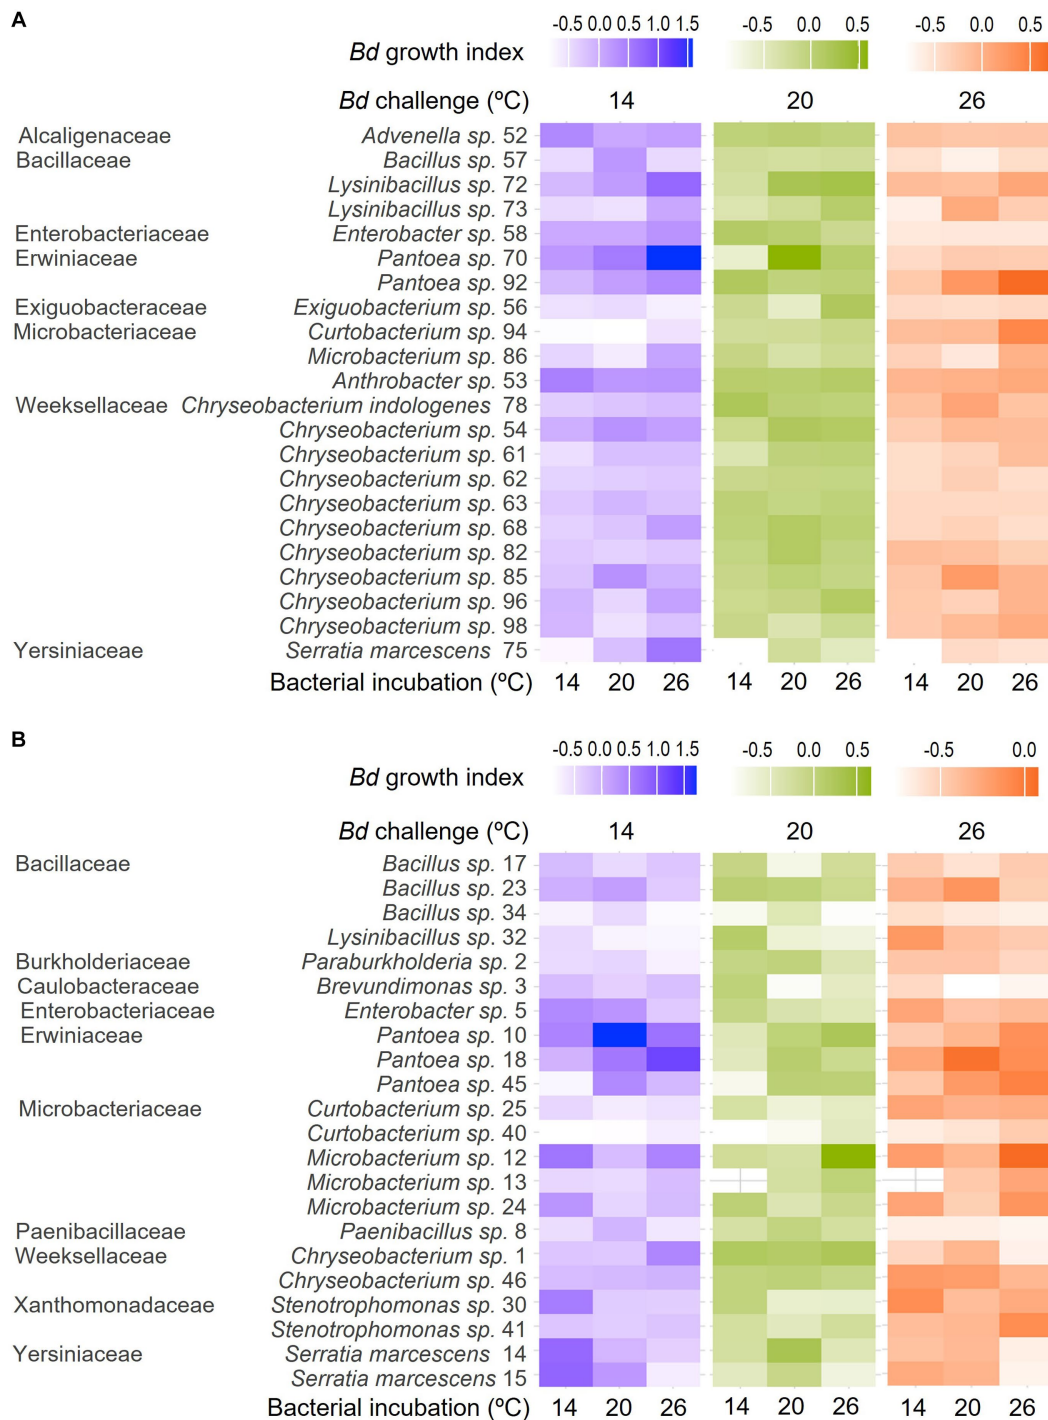 A
-0.5 0.0 0.5 1.0 1.5 -0.5 0.0 0.5 -0.5 0.0 0.5
Bd growth index
Bd challenge (ºC) 14 20 26
Alcaligenaceae Advenella sp. 52
Bacillaceae Bacillus sp. 57
Lysinibacillus sp. 72
Lysinibacillus sp. 73
Enterobacteriaceae Enterobacter sp. 58
Erwiniaceae Pantoea sp. 70
Pantoea sp. 92
Exiguobacteraceae Exiguobacterium sp. 56
Microbacteriaceae Curtobacterium sp. 94
Microbacterium sp. 86
Anthrobacter sp. 53
Weeksellaceae Chryseobacterium indologenes 78
Chryseobacterium sp. 54
Chryseobacterium sp. 61
Chryseobacterium sp. 62
Chryseobacterium sp. 63
Chryseobacterium sp. 68
Chryseobacterium sp. 82
Chryseobacterium sp. 85
Chryseobacterium sp. 96
Chryseobacterium sp. 98
Yersiniaceae Serratia marcescens 75
Bacterial incubation (ºC) 14 20 26 14 20 26 14 20 26
B
-0.5 0.0 0.5 1.0 1.5 -0.5 0.0 0.5 -0.5 0.0
Bd growth index
Bd challenge (ºC) 14 20 26
Bacillaceae Bacillus sp. 17
Bacillus sp. 23
Bacillus sp. 34
Lysinibacillus sp. 32
Burkholderiaceae Paraburkholderia sp. 2
Caulobacteraceae Brevundimonas sp. 3
Enterobacteriaceae Enterobacter sp. 5
Erwiniaceae Pantoea sp. 10
Pantoea sp. 18
Pantoea sp. 45
Microbacteriaceae Curtobacterium sp. 25
Curtobacterium sp. 40
Microbacterium sp. 12
Microbacterium sp. 13
Microbacterium sp. 24
Paenibacillaceae Paenibacillus sp. 8
Weeksellaceae Chryseobacterium sp. 1
Chryseobacterium sp. 46
Xanthomonadaceae Stenotrophomonas sp. 30
Stenotrophomonas sp. 41
Yersiniaceae Serratia marcescens 14
Serratia marcescens 15
Bacterial incubation (ºC) 14 20 26 14 20 26 14 20 26